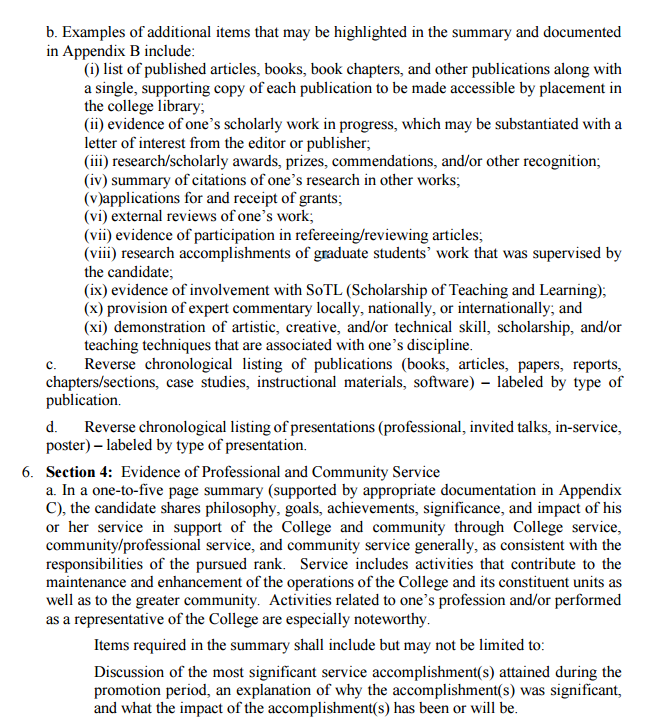 b. Examples of additional items that may be highlighted in the summary and documented
in Appendix B include:
(i) list of published articles, books, book chapters, and other publications along with
a single, supporting copy of each publication to be made accessible by placement in
the college library;
(ii) evidence of one's scholarly work in progress, which may be substantiated with a
letter of interest from the editor or publisher;
(iii) research/scholarly awards, prizes, commendations, and/or other recognition;
(iv) summary of citations of one's research in other works;
(v)applications for and receipt of grants;
(vi) external reviews of one's work;
(vii) evidence of participation in refereeing/reviewing articles;
(viii) research accomplishments of graduate students' work that was supervised by
the candidate;
(ix) evidence of involvement with SoTL (Scholarship of Teaching and Learning);
(x) provision of expert commentary locally, nationally, or internationally; and
(xi) demonstration of artistic, creative, and/or technical skill, scholarship, and/or
teaching techniques that are associated with one's discipline.
c. Reverse chronological listing of publications (books, articles, papers, reports,
chapters/sections, case studies, instructional materials, software) – labeled by type of
publication.
d. Reverse chronological listing of presentations (professional, invited talks, in-service,
poster) – labeled by type of presentation.
6. Section 4: Evidence of Professional and Community Service
a. In a one-to-five page summary (supported by appropriate documentation in Appendix
C), the candidate shares philosophy, goals, achievements, significance, and impact of his
or her service in support of the College and community through College service,
community/professional service, and community service generally, as consistent with the
responsibilities of the pursued rank. Service includes activities that contribute to the
maintenance and enhancement of the operations of the College and its constituent units as
well as to the greater community. Activities related to one's profession and/or performed
as a representative of the College are especially noteworthy.
Items required in the summary shall include but may not be limited to:
Discussion of the most significant service accomplishment(s) attained during the
promotion period, an explanation of why the accomplishment(s) was significant,
and what the impact of the accomplishment(s) has been or will be.